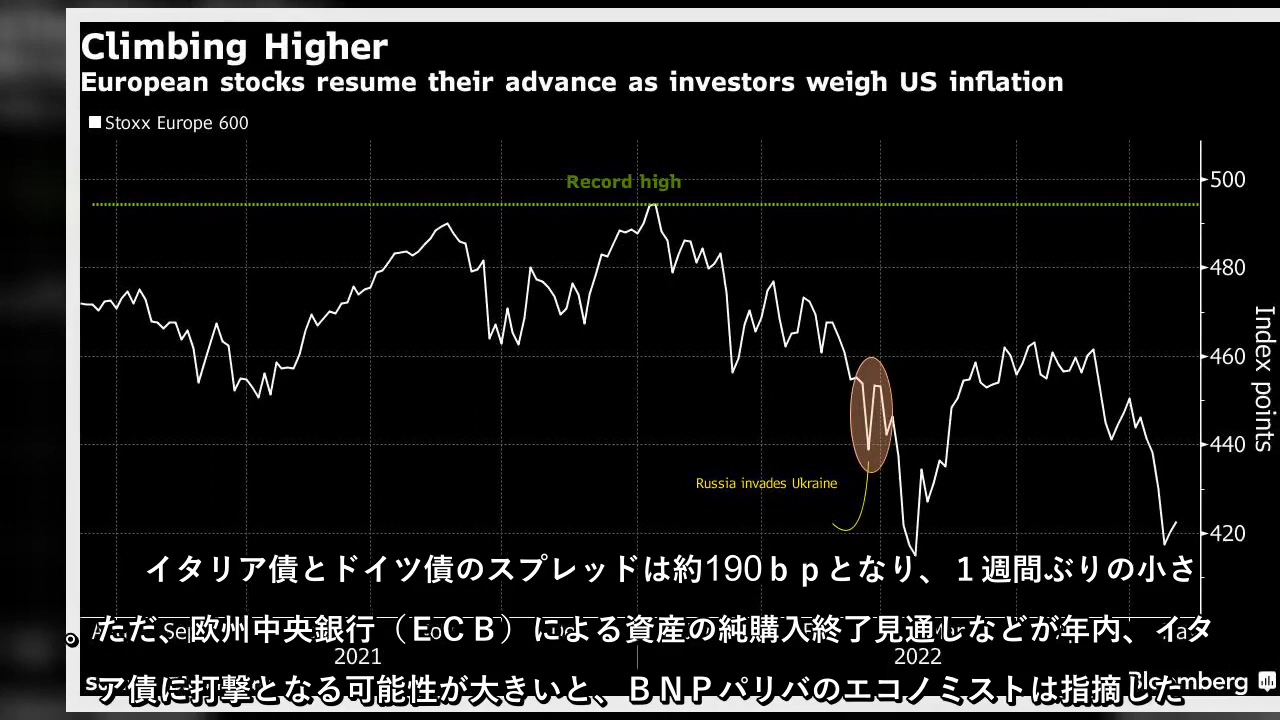 Climbing Higher
European stocks resume their advance as investors weigh US inflation
Stoxx Europe 600
Record high
500
480
460
440
420
Index points
Russia invades Ukraine
イタリア債とドイツ債のスプレッドは約190ｂｐとなり、１週間ぶりの小さ
ただ、欧州中央銀行（ＥＣＢ）による資産の純購入終了見通しなどが年内、イタ
2021
2022
ア債に打撃となる可能性が大きいと、ＢＮＰパリバのエコノミストは指摘した